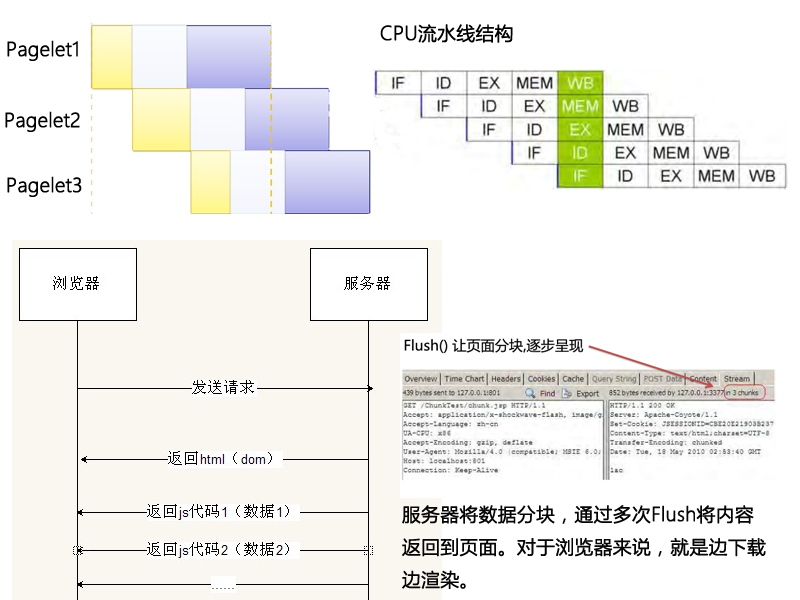 Pagelet1
Pagelet2
Pagelet3
CPU流水线结构
IF ID EX MEM WB
IF ID EX MEM WB
IF ID EX MEM WB
IF ID EX MEM WB
IF ID EX MEM WB
浏览器
服务器
发送请求
返回html（dom）
返回js代码1（数据1）
返回js代码2（数据2）
......
Flush() 让页面分块,逐步呈现
Overview Time Chart Headers Cookies Cache Query String POST Data Content Stream
439 bytes sent to 127.0.0.1:801 Find Export 852 bytes received by 127.0.0.1:3377 in 3 chunks
GET /ChunkTest/chunk.jsp HTTP/1.1
Accept: application/x-shockwave-flash, image/g
Accept-Language: zh-cn
UA-CPU: x86
Accept-Encoding: gzip, deflate
User-Agent: Mozilla/4.0 (compatible; MSIE 6.0;
Host: localhost:801
Connection: Keep-Alive
HTTP/1.1 200 OK
Server: Apache-Coyote/1.1
Set-Cookie:
Content-Type: text/html;charset=UTF-8
Transfer-Encoding: chunked
Date: Tue, 18 May 2010 02:53:40 GMT
服务器将数据分块，通过多次Flush将内容
返回到页面。对于浏览器来说，就是边下载
边渲染。